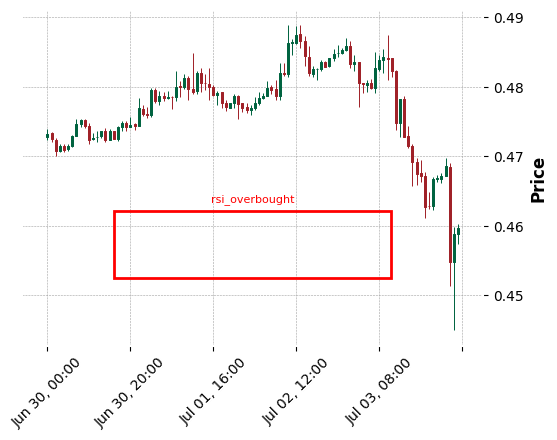 0.49
0.48
0.47
0.46
0.45
Price
rsi_overbought
Jun 30, 00:00
Jun 30, 20:00
Jul 01, 16:00
Jul 02, 12:00
Jul 03, 08:00